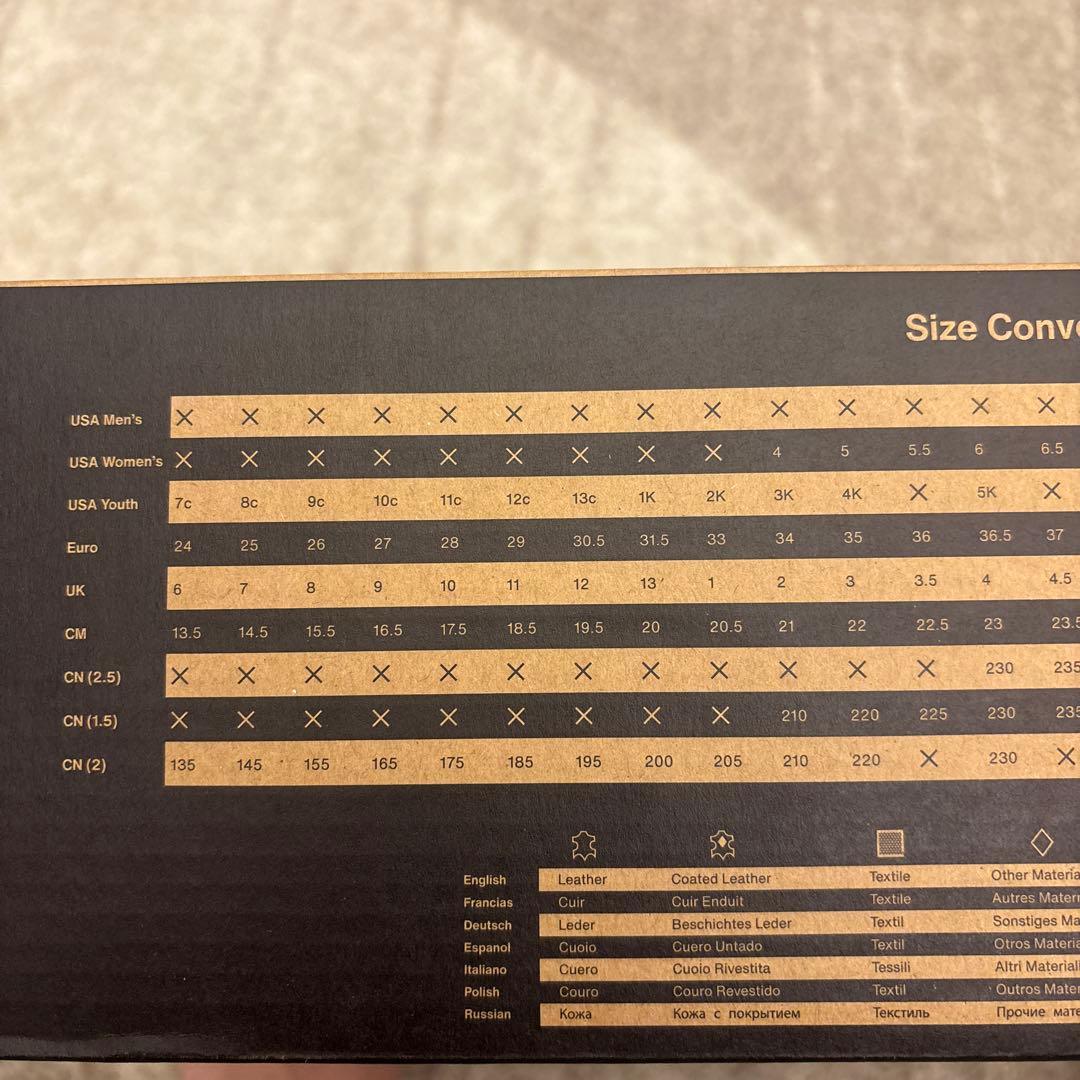 Size Conve
USA Men's X X X X X X X X X X X X X X
USA Women's X X X X X X X X X 4 5 5.5 6 6.5
USA Youth 7c 8c 9c 10c 11c 12c 13c 1K 2K 3K 4K X 5K X
Euro 24 25 26 27 28 29 30.5 31.5 33 34 35 36 36.5 37
UK 6 7 8 9 10 11 12 13 1 2 3 3.5 4 4.5
CM 13.5 14.5 15.5 16.5 17.5 18.5 19.5 20 20.5 21 22 22.5 23 23.5
CN (2.5) X X X X X X X X X X X X 230 235
CN (1.5) X X X X X X X X X 210 220 225 230 235
CN (2) 135 145 155 165 175 185 195 200 205 210 220 X 230 X
English Leather Coated Leather Textile Other Materia
Francias Cuir Cuir Enduit Textile Autres Mater
Deutsch Leder Beschichtes Leder Textil Sonstiges Ma
Espanol Cuoio Cuero Untado Textil Otros Materia
Italiano Cuero Cuoio Rivestita Tessili Altri Materiali
Polish Couro Couro Revestido Textil Outros Mater
Russian Кожа Кожа с покрытием Текстиль Прочие мате